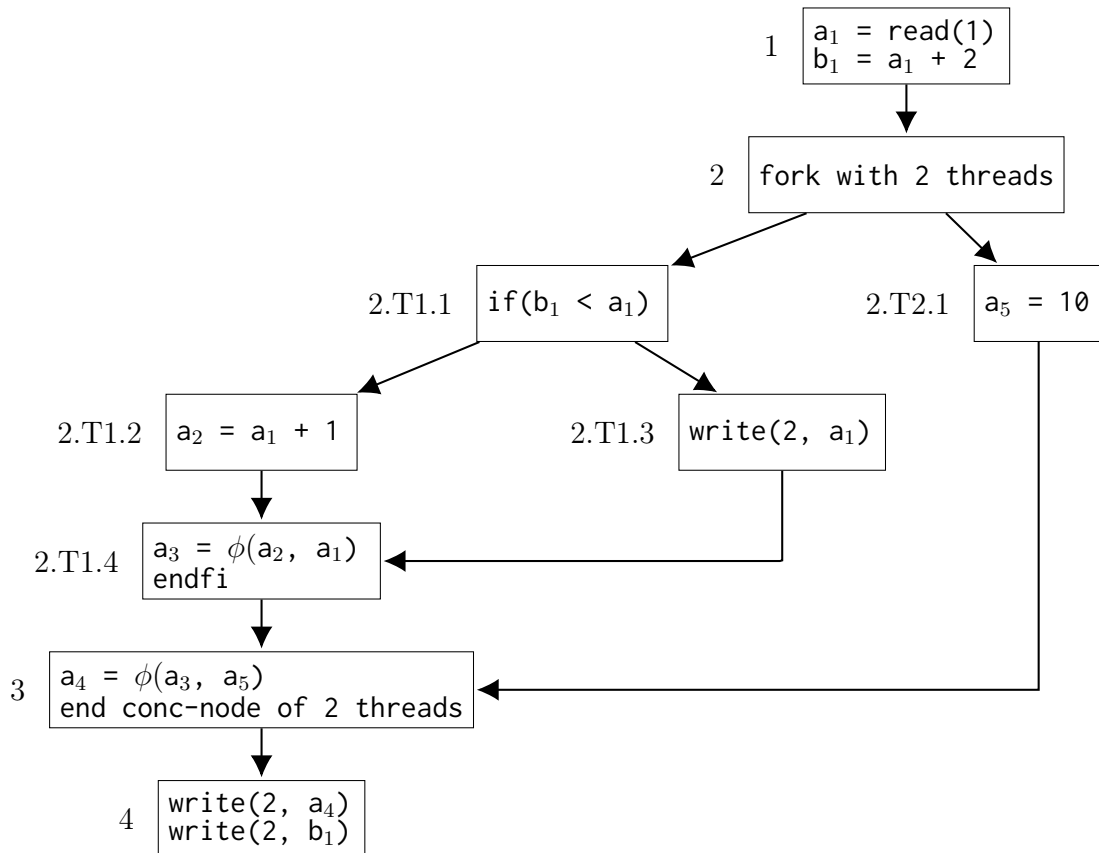 1
a₁ = read(1)
b₁ = a₁ + 2
2
fork with 2 threads
2.T1.1
if(b₁ < a₁)
2.T2.1
a₅ = 10
2.T1.2
a₂ = a₁ + 1
2.T1.3
write(2, a₁)
2.T1.4
a₃ = ϕ(a₂, a₁)
endfi
3
a₄ = ϕ(a₃, a₅)
end conc-node of 2 threads
4
write(2, a₄)
write(2, b₁)